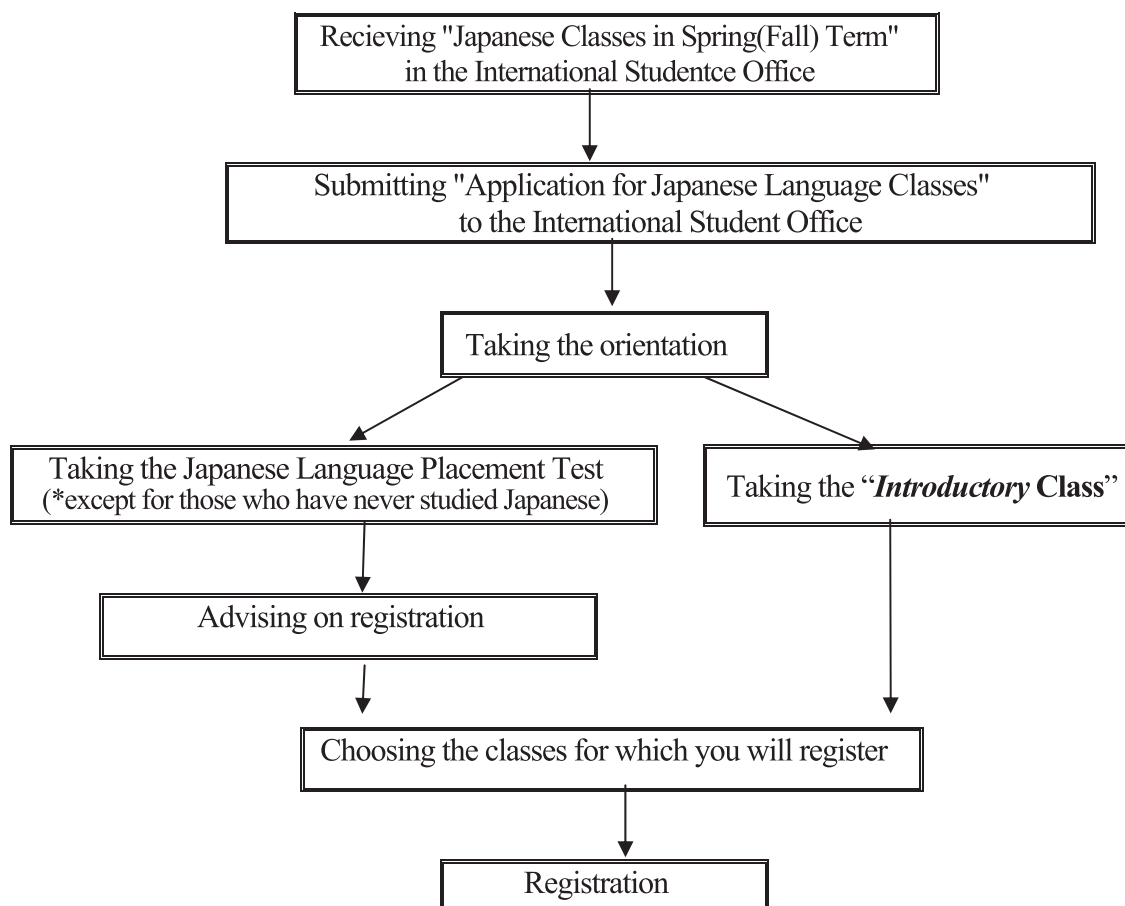 Recieving "Japanese Classes in Spring(Fall) Term"
in the International Studentce Office
Submitting "Application for Japanese Language Classes"
to the International Student Office
Taking the orientation
Taking the Japanese Language Placement Test
(*except for those who have never studied Japanese)
Taking the “Introductory Class”
Advising on registration
Choosing the classes for which you will register
Registration